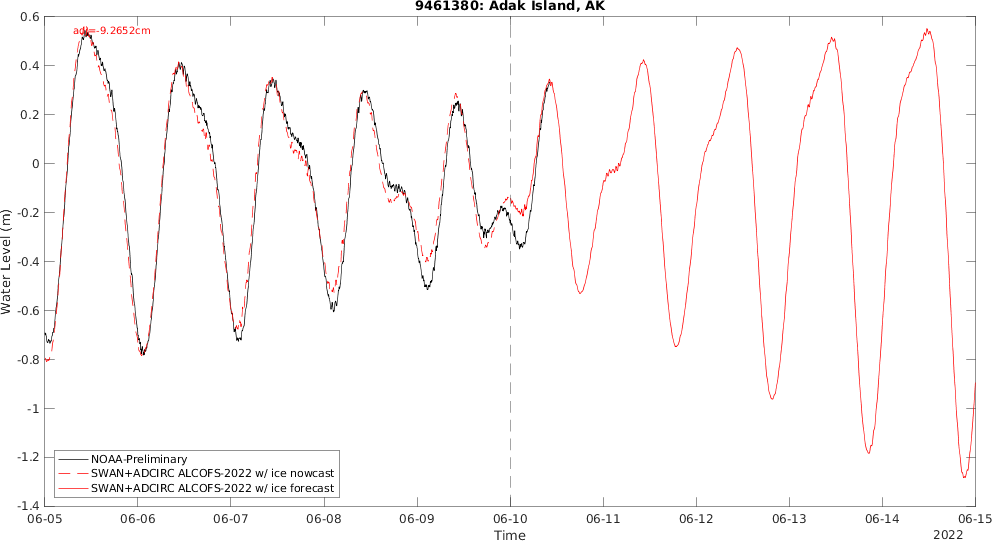 9461380: Adak Island, AK
adj=-9.2652cm
Water Level (m)
0.6
0.4
0.2
0
-0.2
-0.4
-0.6
-0.8
-1
-1.2
-1.4
NOAA-Preliminary
SWAN+ADCIRC ALCOFS-2022 w/ ice nowcast
SWAN+ADCIRC ALCOFS-2022 w/ ice forecast
06-05 06-06 06-07 06-08 06-09 06-10 06-11 06-12 06-13 06-14 06-15
Time
2022